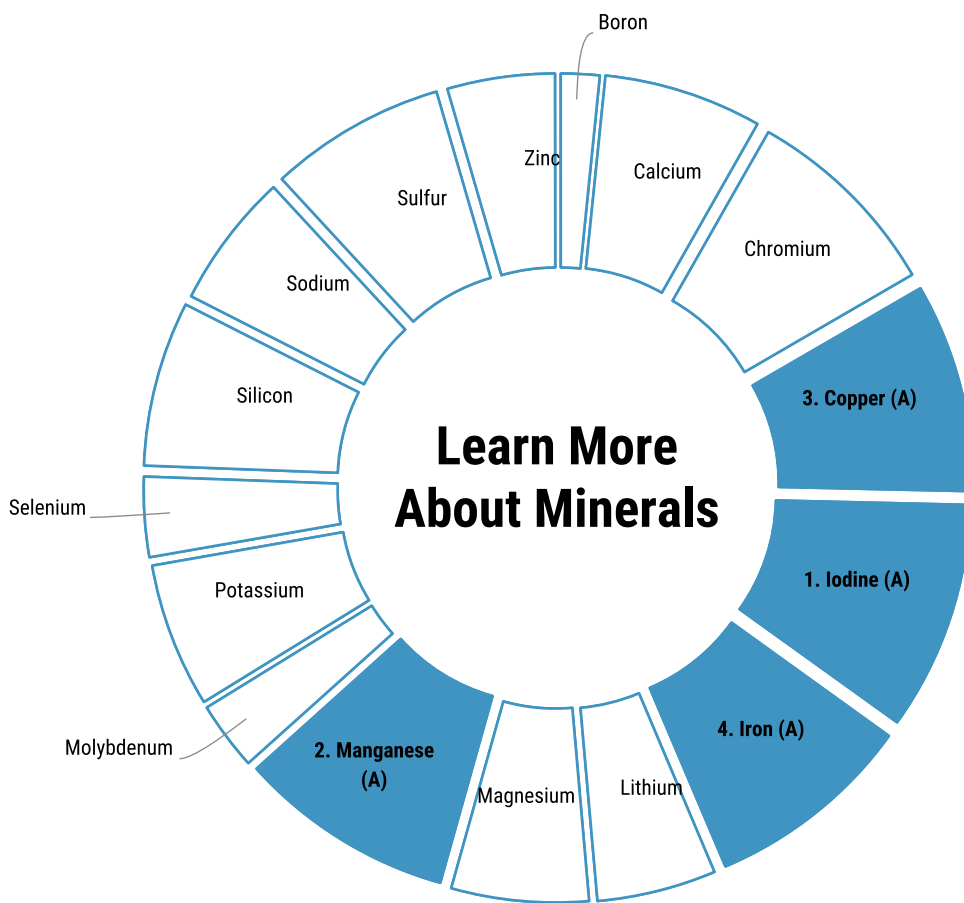 Boron
Zinc
Calcium
Sulfur
Chromium
Sodium
Silicon
3. Copper (A)
Learn More
About Minerals
Selenium
1. Iodine (A)
Potassium
4. Iron (A)
Molybdenum
2. Manganese
(A)
Magnesium
Lithium